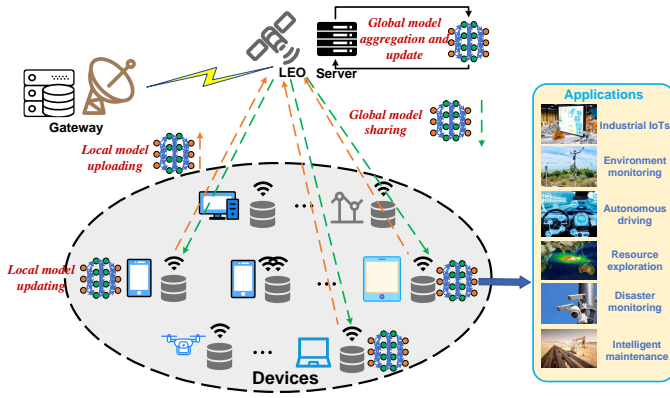 Global model
aggregation and
update
LEO
Server
Gateway
Local model
uploading
Global model
sharing
Local model
updating
Devices
Applications
Industrial IoTs
Environment
monitoring
Autonomous
driving
Resource
exploration
Disaster
monitoring
Intelligent
maintenance